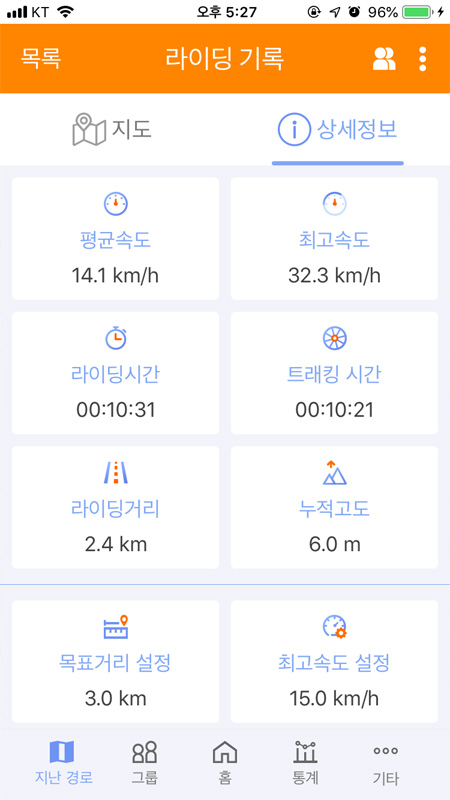 KT 오후 5:27 96%
목록 라이딩 기록
지도 상세정보
평균속도 최고속도
14.1 km/h 32.3 km/h
라이딩시간 트래킹 시간
00:10:31 00:10:21
라이딩거리 누적고도
2.4 km 6.0 m
목표거리 설정 최고속도 설정
3.0 km 15.0 km/h
지난 경로 그룹 홈 통계 기타